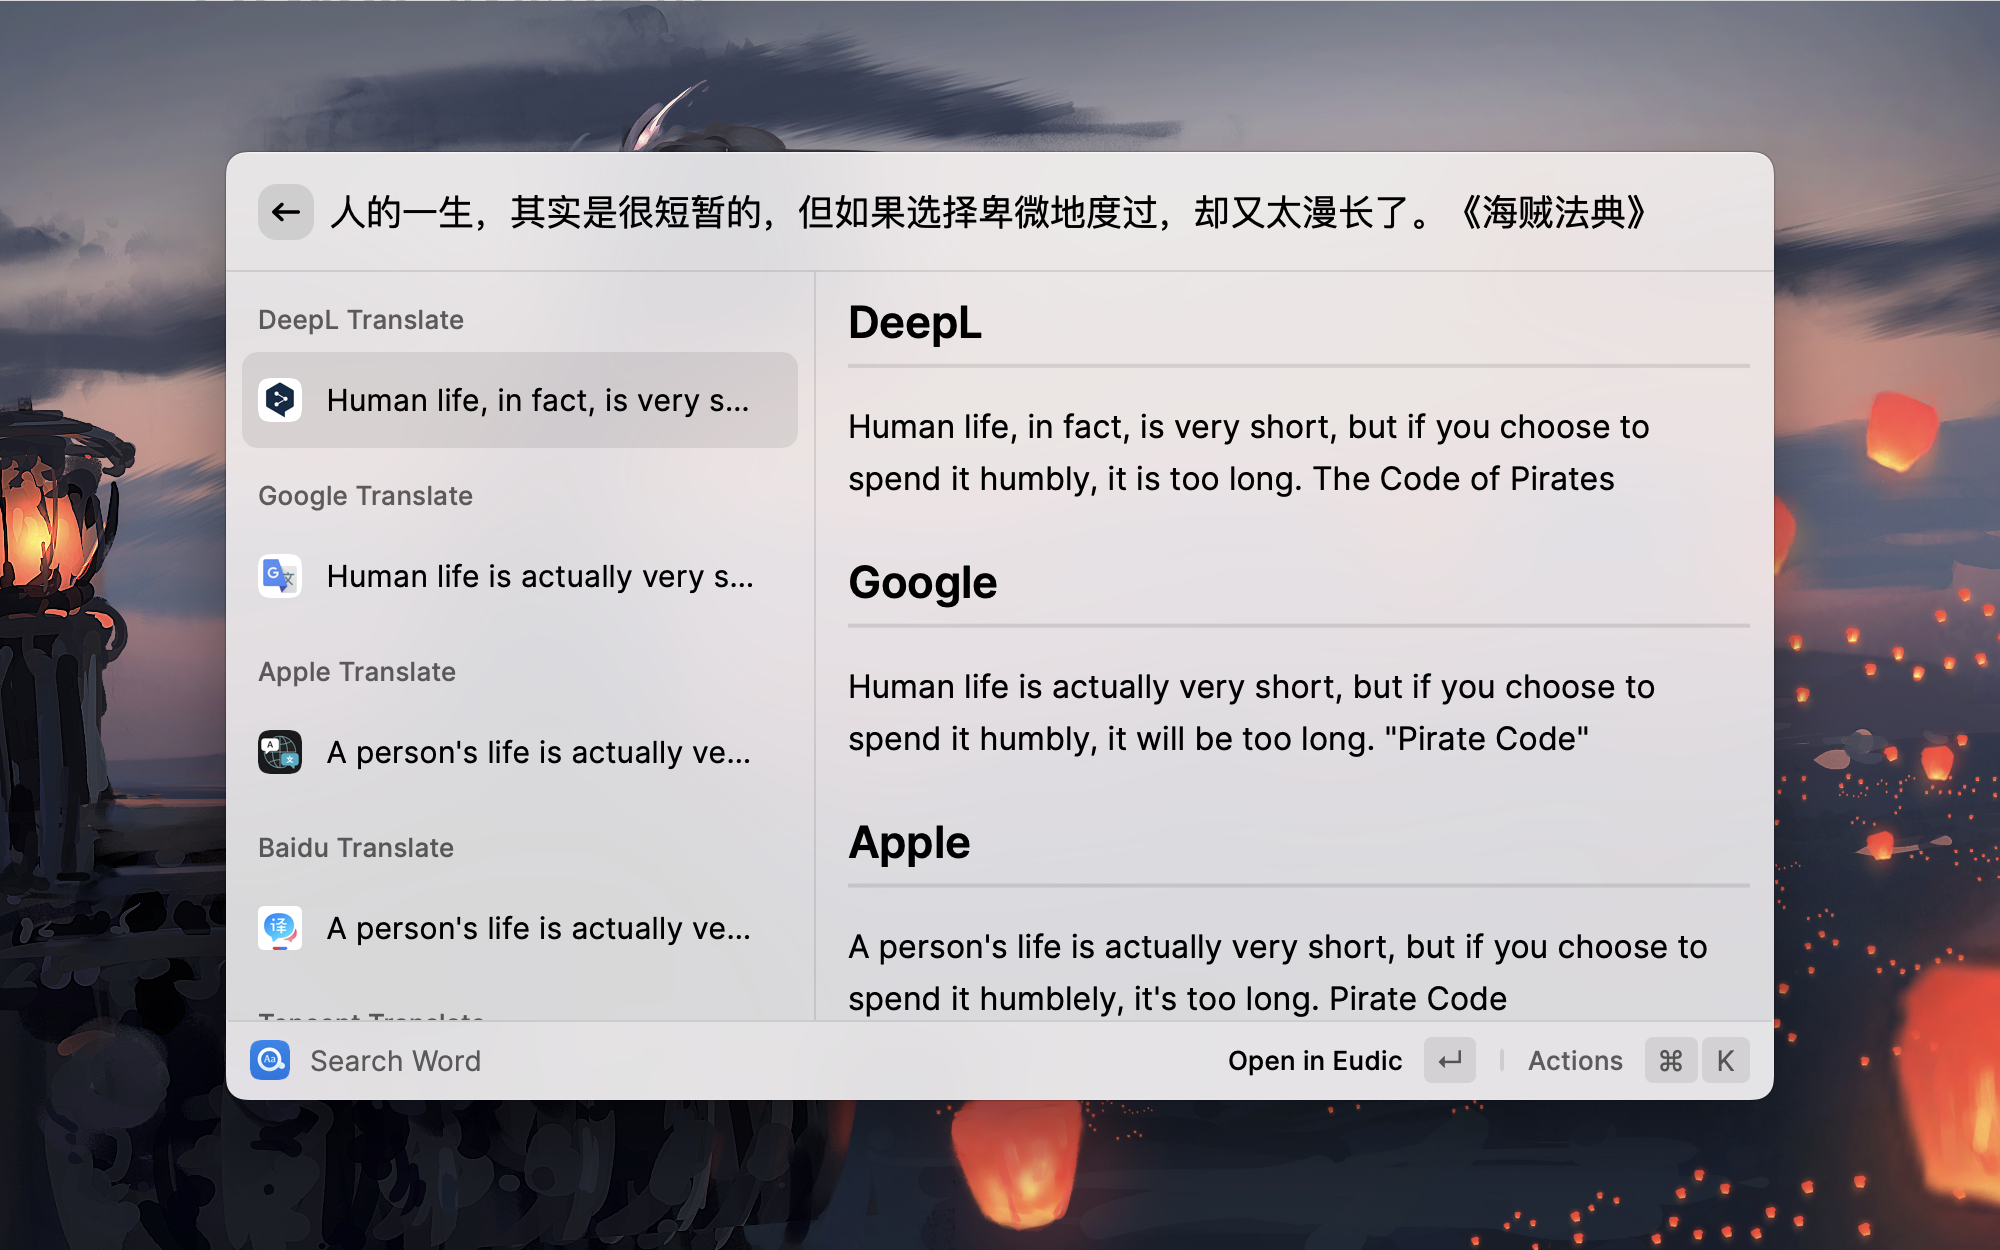 人的一生，其实是很短暂的，但如果选择卑微地度过，却又太漫长了。《海贼法典》
DeepL Translate
Human life, in fact, is very s...
Google Translate
Human life is actually very s...
Apple Translate
A person's life is actually ve...
Baidu Translate
A person's life is actually ve...
Tencent Translate
DeepL
Human life, in fact, is very short, but if you choose to
spend it humbly, it is too long. The Code of Pirates
Google
Human life is actually very short, but if you choose to
spend it humbly, it will be too long. "Pirate Code"
Apple
A person's life is actually very short, but if you choose to
spend it humblely, it's too long. Pirate Code
Search Word
Open in Eudic ↵ | Actions ⌘ K